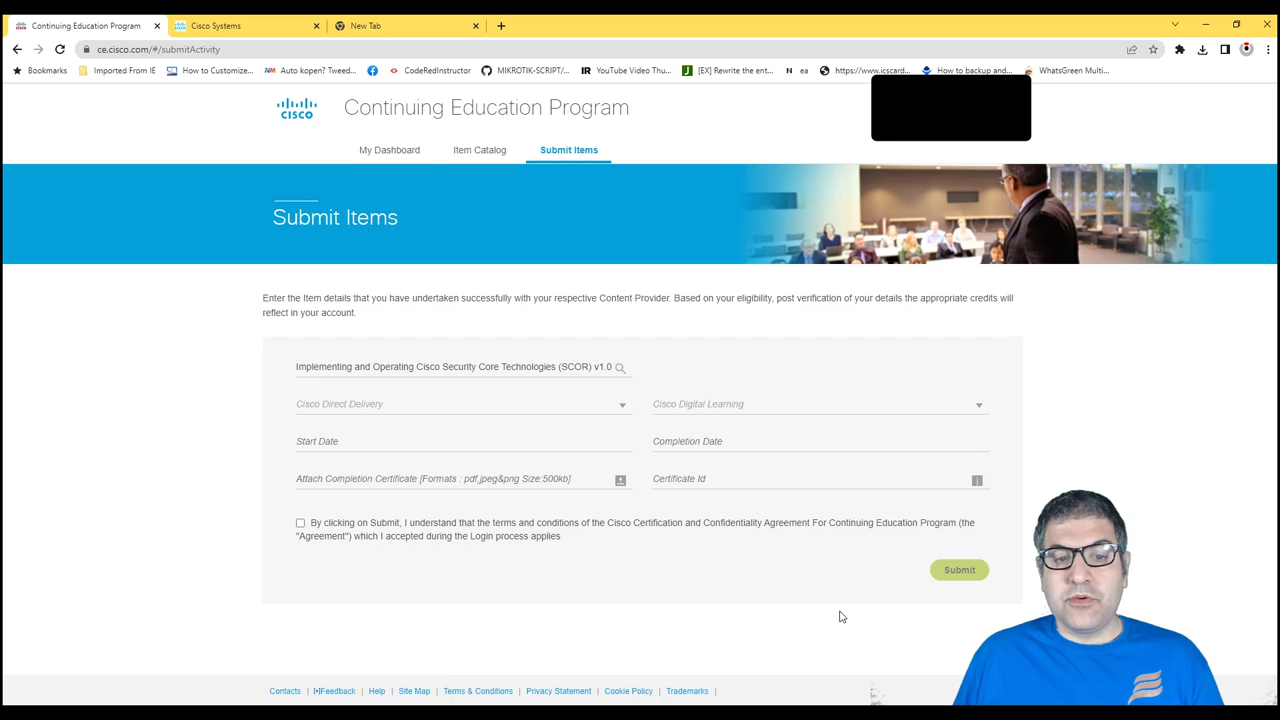 Continuing Education Program
Cisco Systems
New Tab
ce.cisco.com/#/submitActivity
Bookmarks
Imported From IE
How to Customize...
Auto kopen? Tweed...
CodeRedInstructor
MIKROTIK-SCRIPT/...
YouTube Video Thu...
[EX] Rewrite the ent...
ea
https://www.icscard...
How to backup and...
WhatsGreen Multi...
CISCO
Continuing Education Program
My Dashboard
Item Catalog
Submit Items
Submit Items
Enter the Item details that you have undertaken successfully with your respective Content Provider. Based on your eligibility, post verification of your details the appropriate credits will
reflect in your account.
Implementing and Operating Cisco Security Core Technologies (SCOR) v1.0
Cisco Direct Delivery
Cisco Digital Learning
Start Date
Completion Date
Attach Completion Certificate [Formats : pdf,jpeg&png Size:500kb]
Certificate Id
By clicking on Submit, I understand that the terms and conditions of the Cisco Certification and Confidentiality Agreement For Continuing Education Program (the
"Agreement") which I accepted during the Login process applies
Submit
Contacts | [+]Feedback | Help | Site Map | Terms & Conditions | Privacy Statement | Cookie Policy | Trademarks |